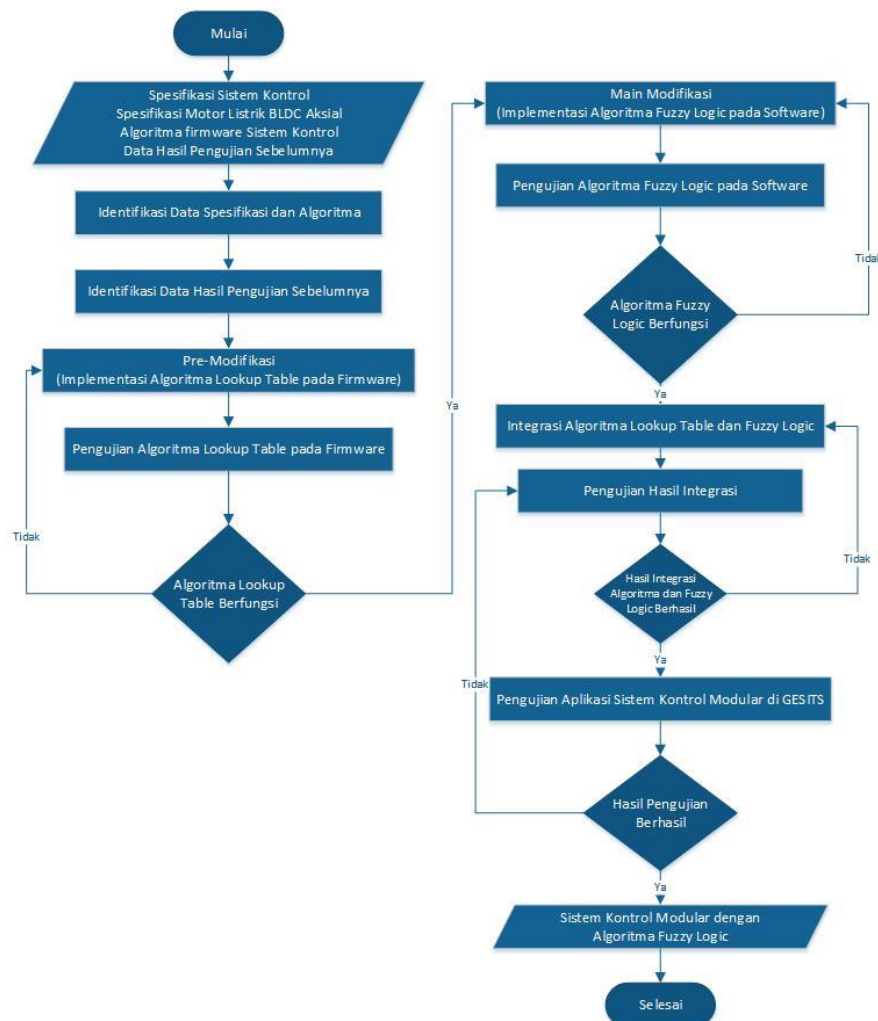 Mulai
Spesifikasi Sistem Kontrol
Spesifikasi Motor Listrik BLDC Aksial
Algoritma firmware Sistem Kontrol
Data Hasil Pengujian Sebelumnya
Identifikasi Data Spesifikasi dan Algoritma
Identifikasi Data Hasil Pengujian Sebelumnya
Pre-Modifikasi
(Implementasi Algoritma Lookup Table pada Firmware)
Pengujian Algoritma Lookup Table pada Firmware
Tidak
Algoritma Lookup
Table Berfungsi
Ya
Main Modifikasi
(Implementasi Algoritma Fuzzy Logic pada Software)
Pengujian Algoritma Fuzzy Logic pada Software
Tidak
Algoritma Fuzzy
Logic Berfungsi
Ya
Integrasi Algoritma Lookup Table dan Fuzzy Logic
Pengujian Hasil Integrasi
Tidak
Hasil Integrasi
Algoritma dan Fuzzy
Logic Berhasil
Ya
Tidak
Pengujian Aplikasi Sistem Kontrol Modular di GESITS
Hasil Pengujian
Berhasil
Ya
Sistem Kontrol Modular dengan
Algoritma Fuzzy Logic
Selesai